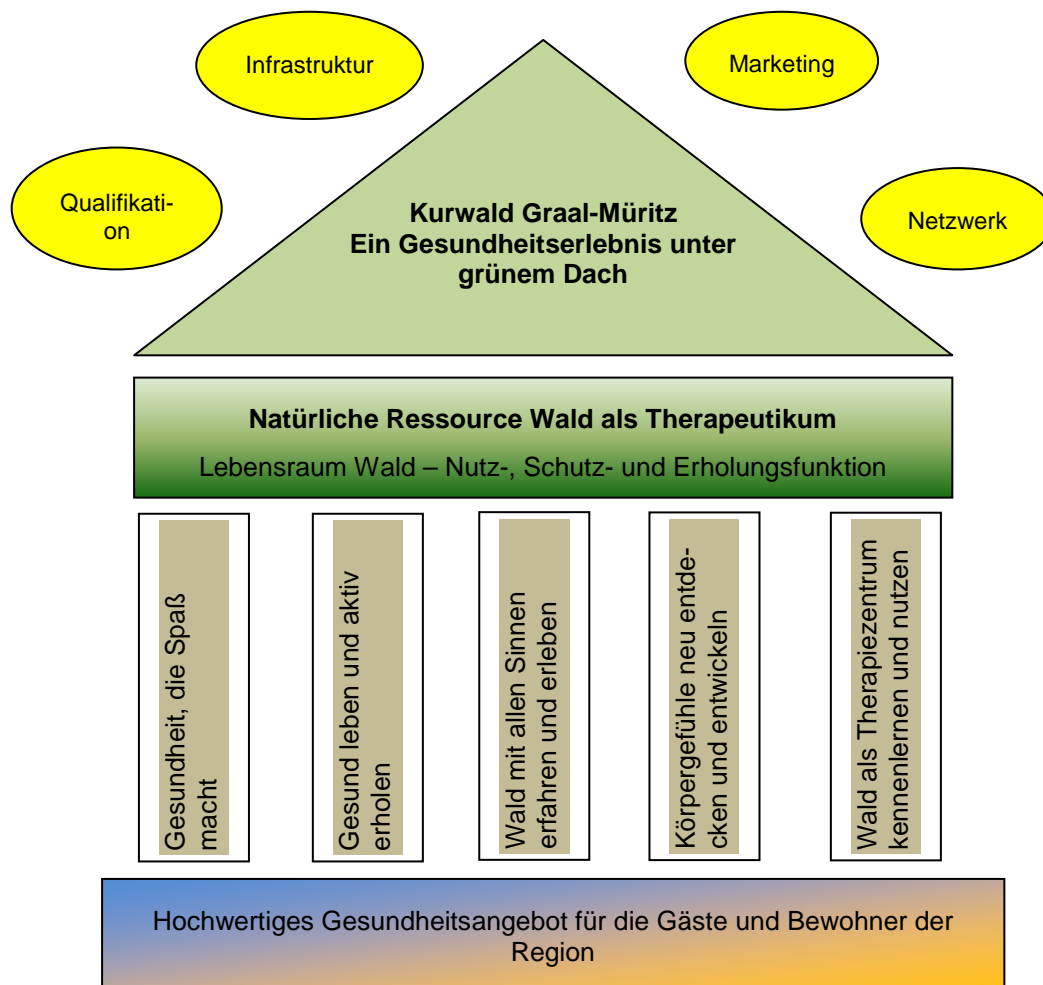 Infrastruktur
Marketing
Qualifikati-
on
Netzwerk
Kurwald Graal-Müritz
Ein Gesundheitserlebnis unter
grünem Dach
Natürliche Ressource Wald als Therapeutikum
Lebensraum Wald – Nutz-, Schutz- und Erholungsfunktion
Gesundheit, die Spaß
macht
Gesund leben und aktiv
erholen
Wald mit allen Sinnen
erfahren und erleben
Körpergefühle neu entde-
cken und entwickeln
Wald als Therapiezentrum
kennenlernen und nutzen
Hochwertiges Gesundheitsangebot für die Gäste und Bewohner der
Region